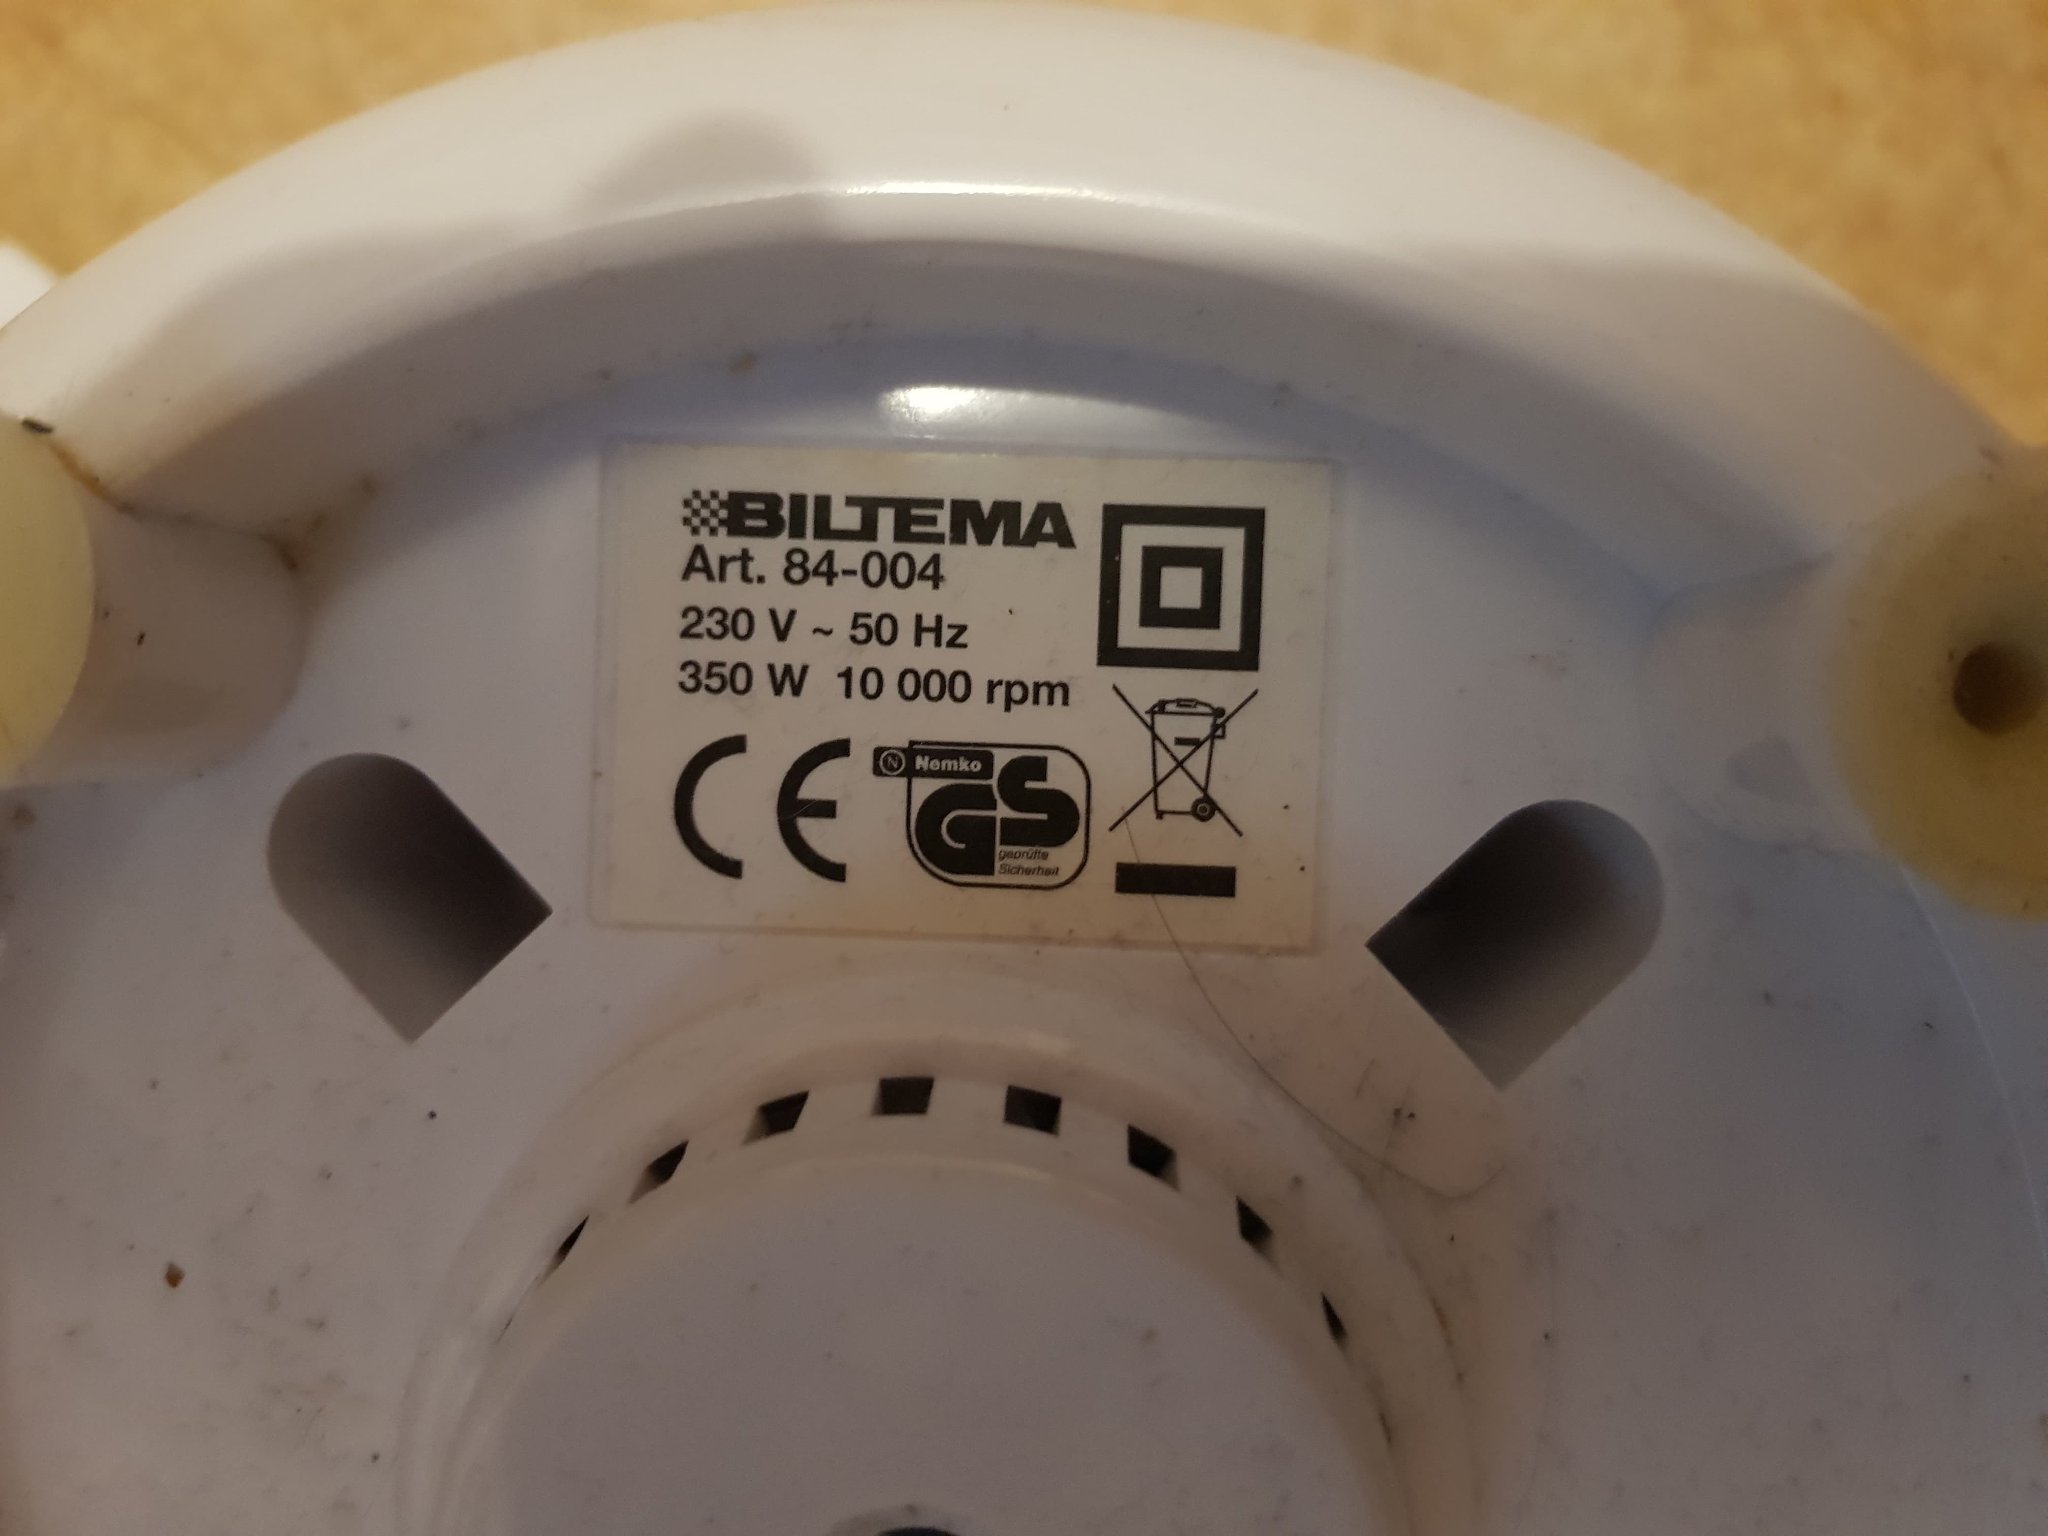 BILTEMA
Art. 84-004
230 V ~ 50 Hz
350 W 10 000 rpm
CE
N Nemko
GS
geprüfte
Sicherheit